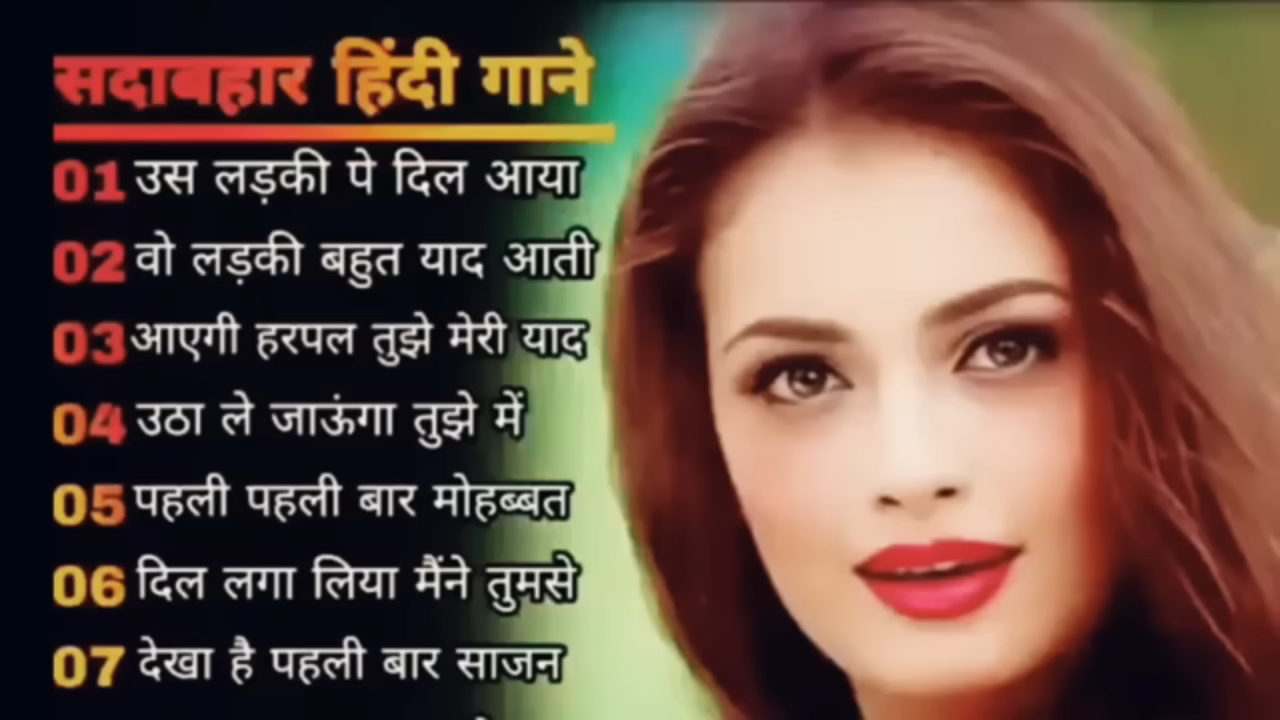 सदाबहार हिंदी गाने
01 उस लड़की पे दिल आया
02 वो लड़की बहुत याद आती
03 आएगी हरपल तुझे मेरी याद
04 उठा ले जाऊंगा तुझे में
05 पहली पहली बार मोहब्बत
06 दिल लगा लिया मैंने तुमसे
07 देखा है पहली बार साजन